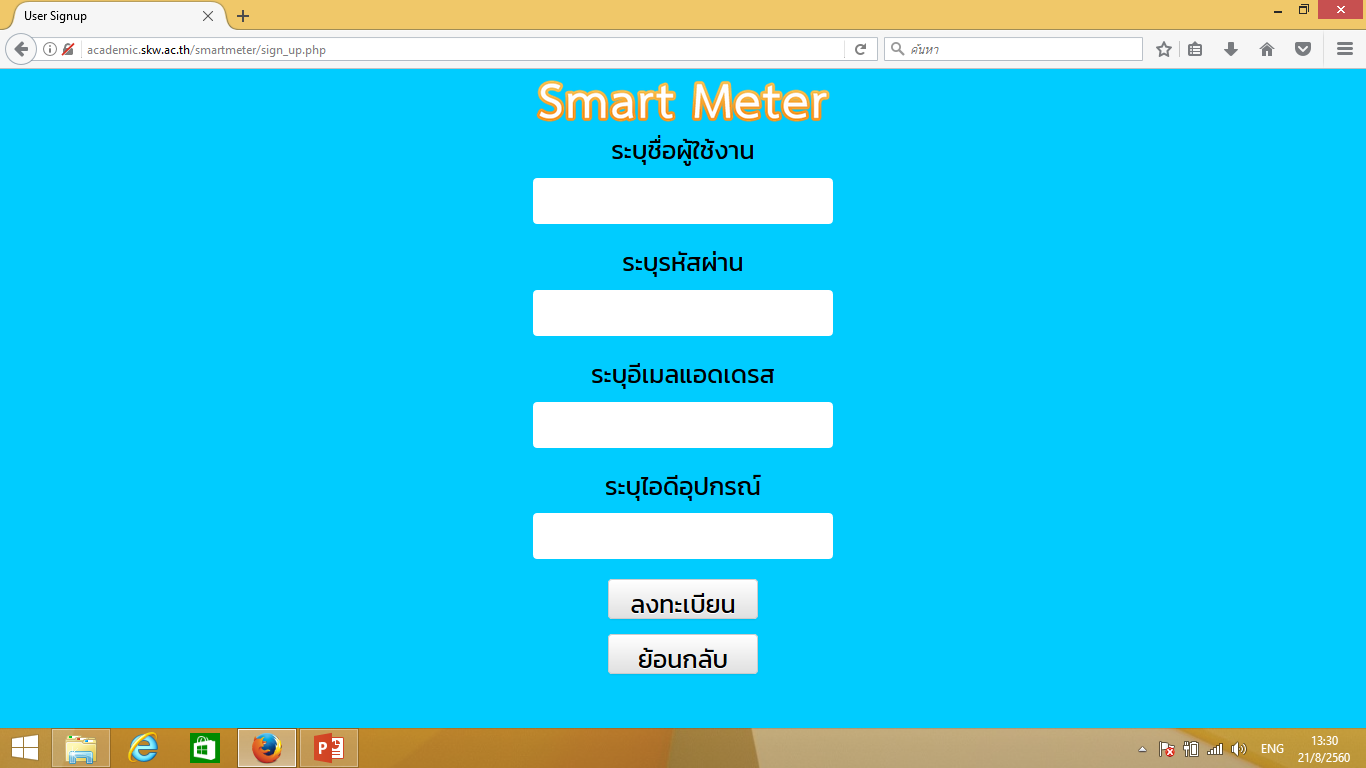 User Signup
academic.skw.ac.th/smartmeter/sign_up.php
ค้นหา
Smart Meter
ระบุชื่อผู้ใช้งาน
ระบุรหัสผ่าน
ระบุอีเมลแอดเดรส
ระบุไอดีอุปกรณ์
ลงทะเบียน
ย้อนกลับ
ENG
13:30
21/8/2560